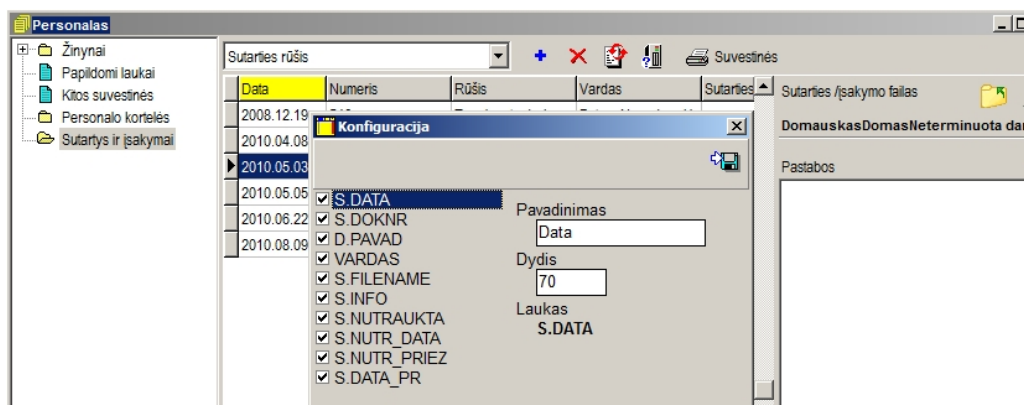 Personalas
Žinynai
Papildomi laukai
Kitos suvestinės
Personalo kortelės
Sutartys ir įsakymai
Sutarties rūšis
Suvestinės
Data Numeris Rūšis Vardas Sutarties
2008.12.19
2010.04.08
2010.05.03
2010.05.05
2010.06.22
2010.08.09
Konfiguracija
S.DATA
S.DOKNR
D.PAVAD
VARDAS
S.FILENAME
S.INFO
S.NUTRAUKTA
S.NUTR_DATA
S.NUTR_PRIEZ
S.DATA_PR
Pavadinimas
Data
Dydis
70
Laukas
S.DATA
Sutarties /įsakymo failas
DomauskasDomasNeterminuota dar
Pastabos